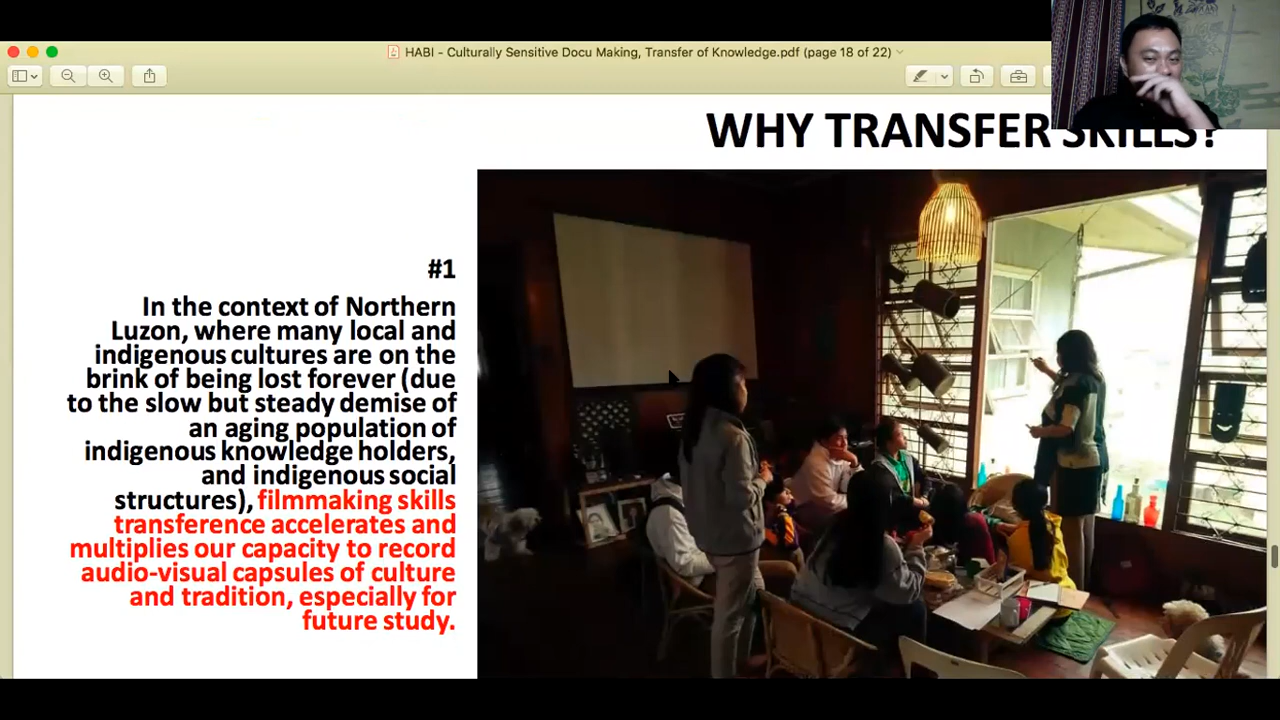 HABI - Culturally Sensitive Docu Making, Transfer of Knowledge.pdf (page 18 of 22)
WHY TRANSFER SKILLS?
#1
In the context of Northern
Luzon, where many local and
indigenous cultures are on the
brink of being lost forever (due
to the slow but steady demise of
an aging population of
indigenous knowledge holders,
and indigenous social
structures), filmmaking skills
transference accelerates and
multiplies our capacity to record
audio-visual capsules of culture
and tradition, especially for
future study.